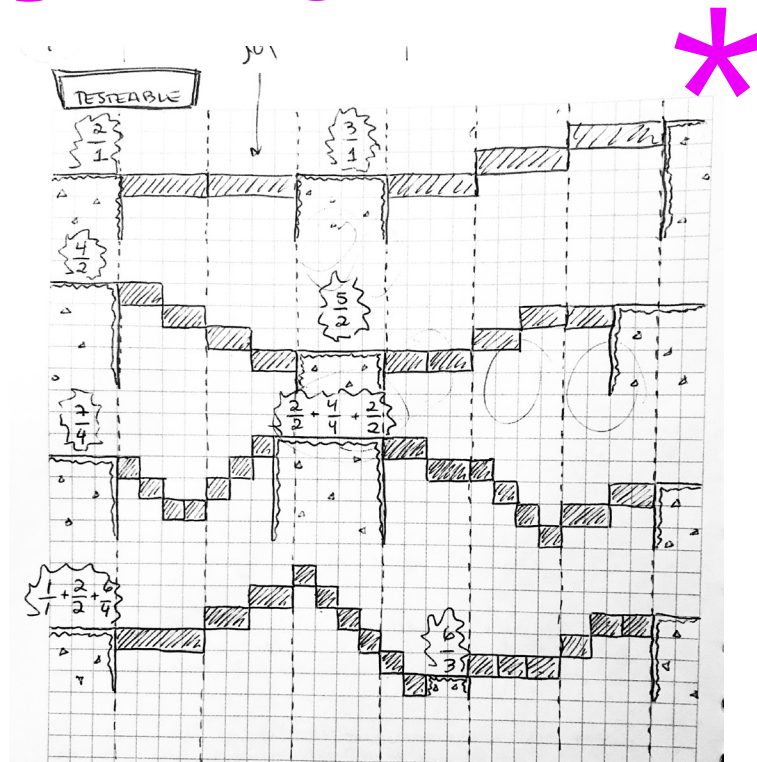 TESTEABLE
2/1
3/1
4/2
5/2
7/4
2/2 + 4/4 + 2/2
1/1 + 2/2 + 6/4
6/3
*